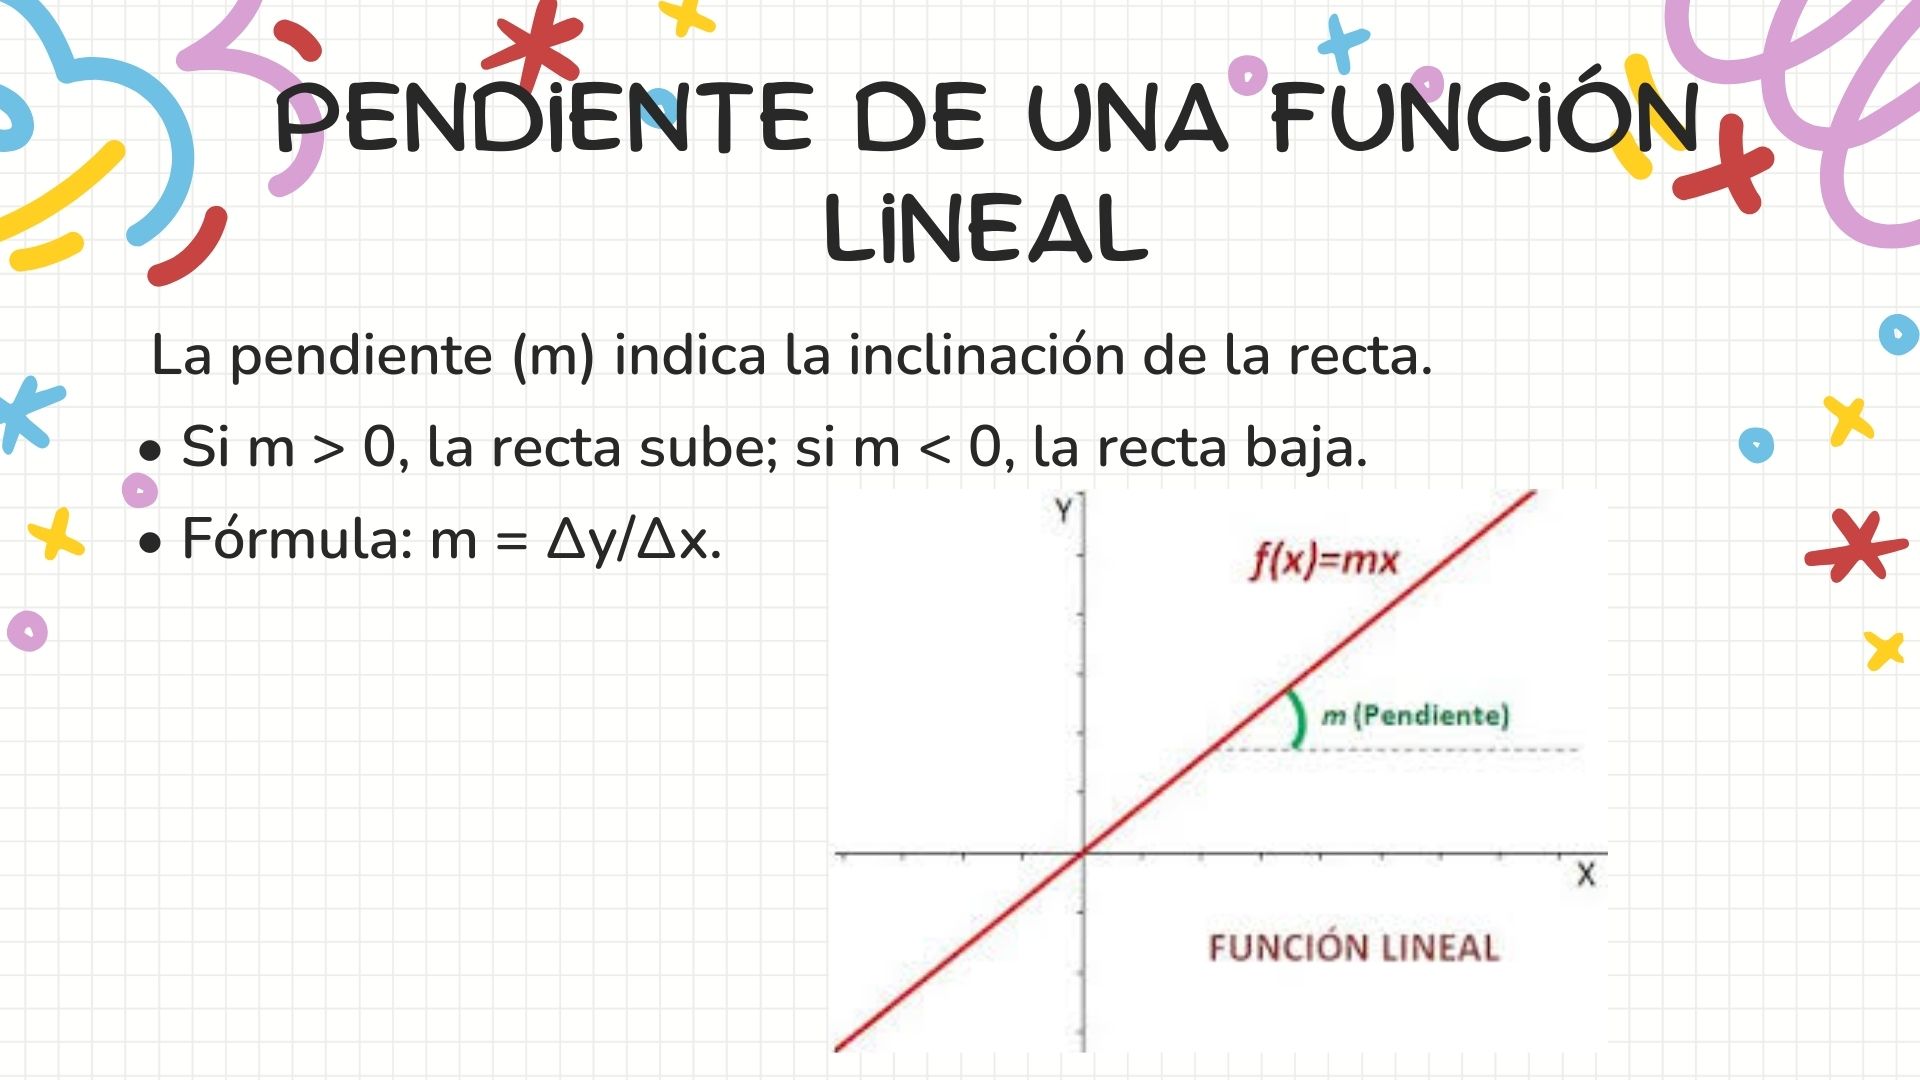 PENDIENTE DE UNA FUNCIÓN
LINEAL
La pendiente (m) indica la inclinación de la recta.
• Si m > 0, la recta sube; si m < 0, la recta baja.
• Fórmula: m = Δy/Δx.
Y
f(x)=mx
m (Pendiente)
X
FUNCIÓN LINEAL